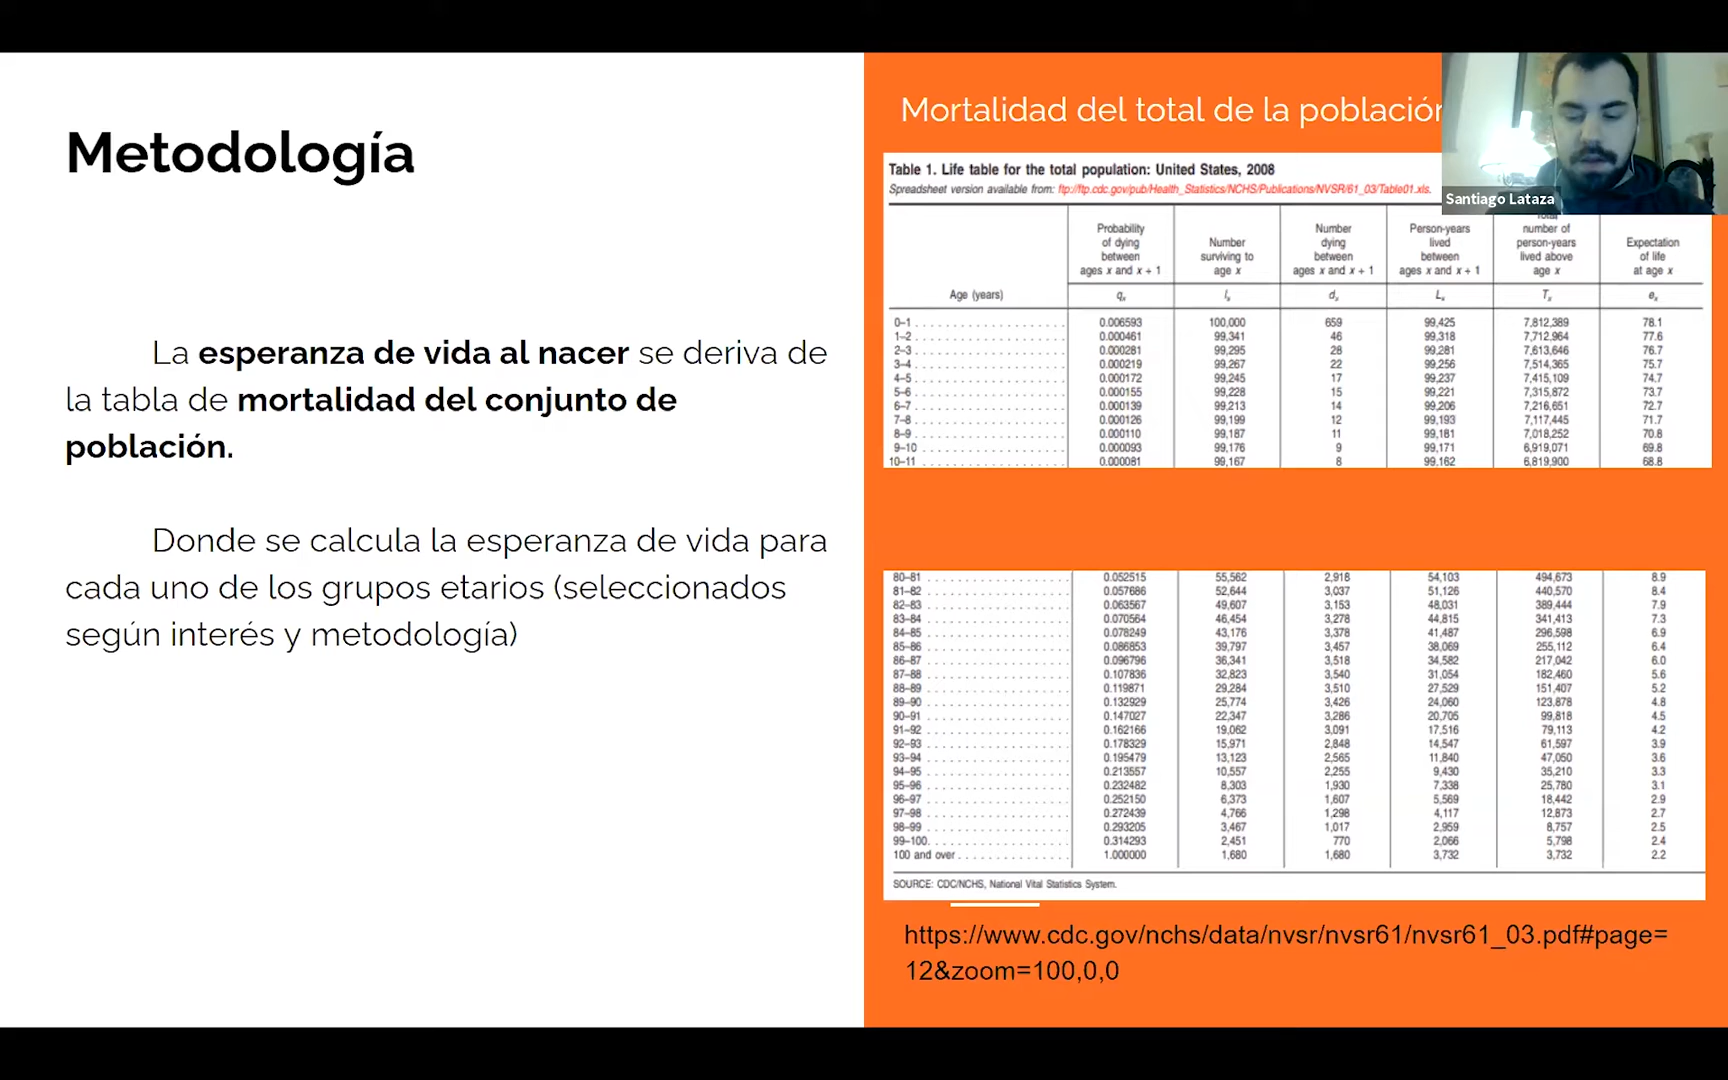 Metodología
La esperanza de vida al nacer se deriva de
la tabla de mortalidad del conjunto de
población.
Donde se calcula la esperanza de vida para
cada uno de los grupos etarios (seleccionados
según interés y metodología)
Mortalidad del total de la población
Santiago Lataza
Table 1. Life table for the total population: United States, 2008
Spreadsheet version available from: ftp://ftp.cdc.gov/pub/Health_Statistics/NCHS/Publications/NVSR/61_03/Table01.xls.
Age (years) Probability of dying between ages x and x + 1 Number surviving to age x Number dying between ages x and x + 1 Person-years lived between ages x and x + 1 Total number of person-years lived above age x Expectation of life at age x
qx lx dx Lx Tx ex
0–1 0.006593 100,000 659 99,425 7,812,389 78.1
1–2 0.000461 99,341 46 99,318 7,712,964 77.6
2–3 0.000281 99,295 28 99,281 7,613,646 76.7
3–4 0.000219 99,267 22 99,256 7,514,365 75.7
4–5 0.000172 99,245 17 99,237 7,415,109 74.7
5–6 0.000155 99,228 15 99,221 7,315,872 73.7
6–7 0.000139 99,213 14 99,206 7,216,651 72.7
7–8 0.000126 99,199 12 99,193 7,117,445 71.7
8–9 0.000110 99,187 11 99,181 7,018,252 70.8
9–10 0.000093 99,176 9 99,171 6,919,071 69.8
10–11 0.000081 99,167 8 99,162 6,819,900 68.8
80–81 0.052515 55,562 2,918 54,103 494,673 8.9
81–82 0.057686 52,644 3,037 51,126 440,570 8.4
82–83 0.063567 49,607 3,153 48,031 389,444 7.9
83–84 0.070564 46,454 3,278 44,815 341,413 7.3
84–85 0.078249 43,176 3,378 41,487 296,598 6.9
85–86 0.086853 39,797 3,457 38,069 255,112 6.4
86–87 0.096796 36,341 3,518 34,582 217,042 6.0
87–88 0.107836 32,823 3,540 31,054 182,460 5.6
88–89 0.119871 29,284 3,510 27,529 151,407 5.2
89–90 0.132929 25,774 3,426 24,060 123,878 4.8
90–91 0.147027 22,347 3,286 20,705 99,818 4.5
91–92 0.162166 19,062 3,091 17,516 79,113 4.2
92–93 0.178329 15,971 2,848 14,547 61,597 3.9
93–94 0.195479 13,123 2,565 11,840 47,050 3.6
94–95 0.213557 10,557 2,255 9,430 35,210 3.3
95–96 0.232482 8,303 1,930 7,338 25,780 3.1
96–97 0.252150 6,373 1,607 5,569 18,442 2.9
97–98 0.272439 4,766 1,298 4,117 12,873 2.7
98–99 0.293205 3,467 1,017 2,959 8,757 2.5
99–100 0.314293 2,451 770 2,066 5,798 2.4
100 and over 1.000000 1,680 1,680 3,732 3,732 2.2
SOURCE: CDC/NCHS, National Vital Statistics System.
https://www.cdc.gov/nchs/data/nvsr/nvsr61/nvsr61_03.pdf#page=
12&zoom=100,0,0